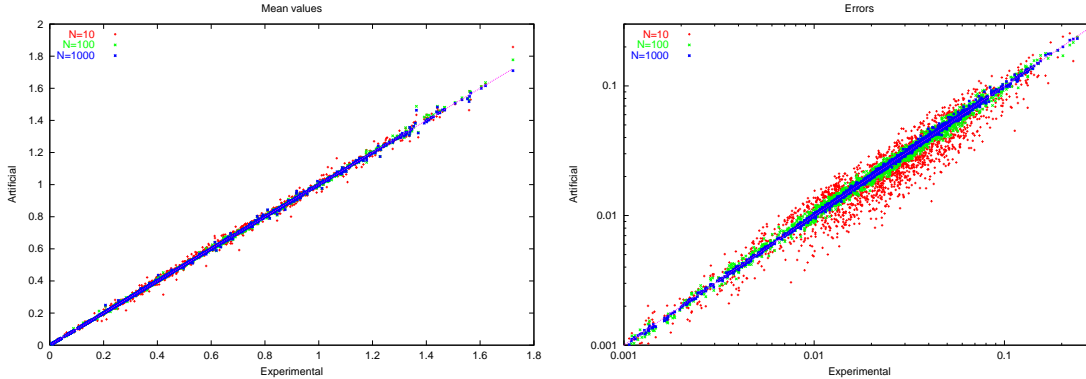 Mean values
2
1.8
1.6
1.4
1.2
1
0.8
0.6
0.4
0.2
0
Artificial
N=10
N=100
N=1000
0 0.2 0.4 0.6 0.8 1 1.2 1.4 1.6 1.8
Experimental
Errors
0.1
0.01
0.001
Artificial
N=10
N=100
N=1000
0.001 0.01 0.1
Experimental